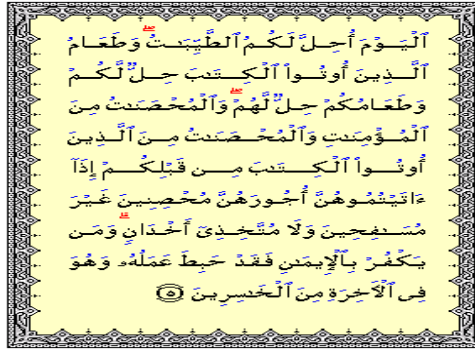 ٱلْيَوْمَ أُحِلَّ لَكُمُ ٱلطَّيِّبَـٰتُ ۖ وَطَعَامُ
ٱلَّذِينَ أُوتُوا۟ ٱلْكِتَـٰبَ حِلٌّ لَّكُمْ
وَطَعَامُكُمْ حِلٌّ لَّهُمْ ۖ وَٱلْمُحْصَنَـٰتُ مِنَ
ٱلْمُؤْمِنَـٰتِ وَٱلْمُحْصَنَـٰتُ مِنَ ٱلَّذِينَ
أُوتُوا۟ ٱلْكِتَـٰبَ مِن قَبْلِكُمْ إِذَآ
ءَاتَيْتُمُوهُنَّ أُجُورَهُنَّ مُحْصِنِينَ غَيْرَ
مُسَـٰفِحِينَ وَلَا مُتَّخِذِىٓ أَخْدَانٍ ۗ وَمَن
يَكْفُرْ بِٱلْإِيمَـٰنِ فَقَدْ حَبِطَ عَمَلُهُۥ وَهُوَ
فِى ٱلْـَٔاخِرَةِ مِنَ ٱلْخَـٰسِرِينَ ۝٥